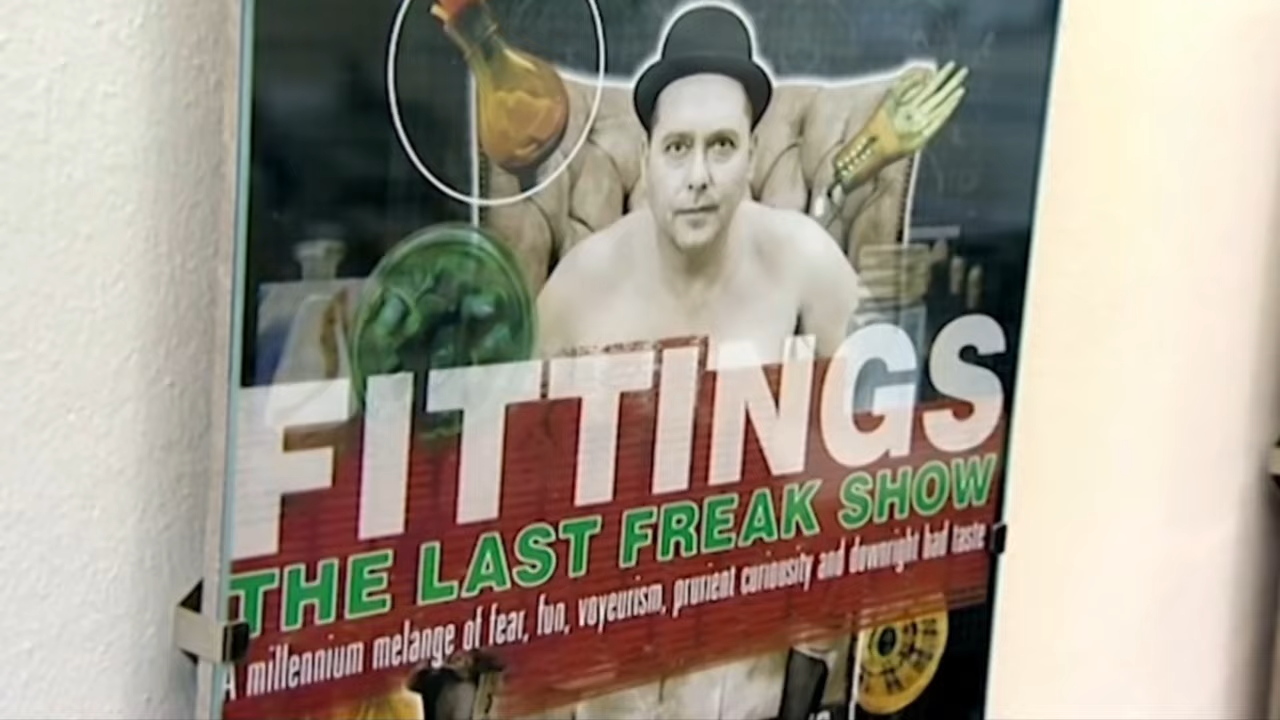 FITTINGS
THE LAST FREAK SHOW
A millennium melange of fear, fun, voyeurism, prurient curiousity and downright bad taste